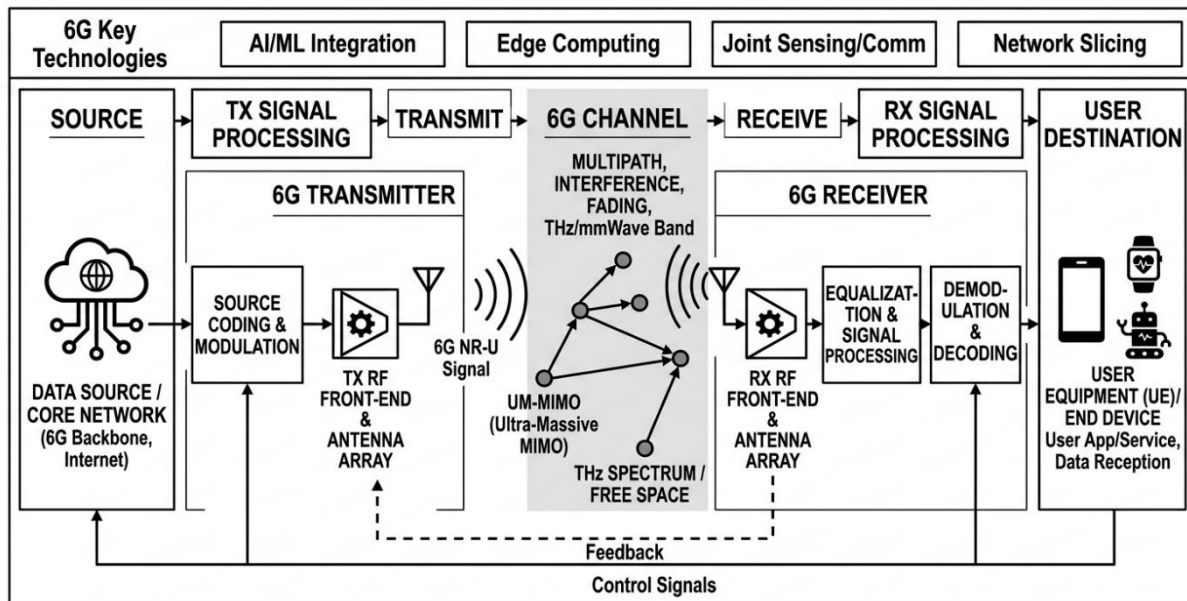 6G Key
Technologies
AI/ML Integration
Edge Computing
Joint Sensing/Comm
Network Slicing
SOURCE
TX SIGNAL
PROCESSING
TRANSMIT
6G CHANNEL
RECEIVE
RX SIGNAL
PROCESSING
USER
DESTINATION
DATA SOURCE /
CORE NETWORK
(6G Backbone,
Internet)
6G TRANSMITTER
SOURCE
CODING &
MODULATION
TX RF
FRONT-END
&
ANTENNA
ARRAY
6G NR-U
Signal
MULTIPATH,
INTERFERENCE,
FADING,
THz/mmWave Band
UM-MIMO
(Ultra-Massive
MIMO)
THz SPECTRUM /
FREE SPACE
6G RECEIVER
RX RF
FRONT-END
&
ANTENNA
ARRAY
EQUALIZAT-
TION & SIGNAL
PROCESSING
DEMOD-
ULATION
&
DECODING
USER
EQUIPMENT (UE)/
END DEVICE
User App/Service,
Data Reception
Feedback
Control Signals